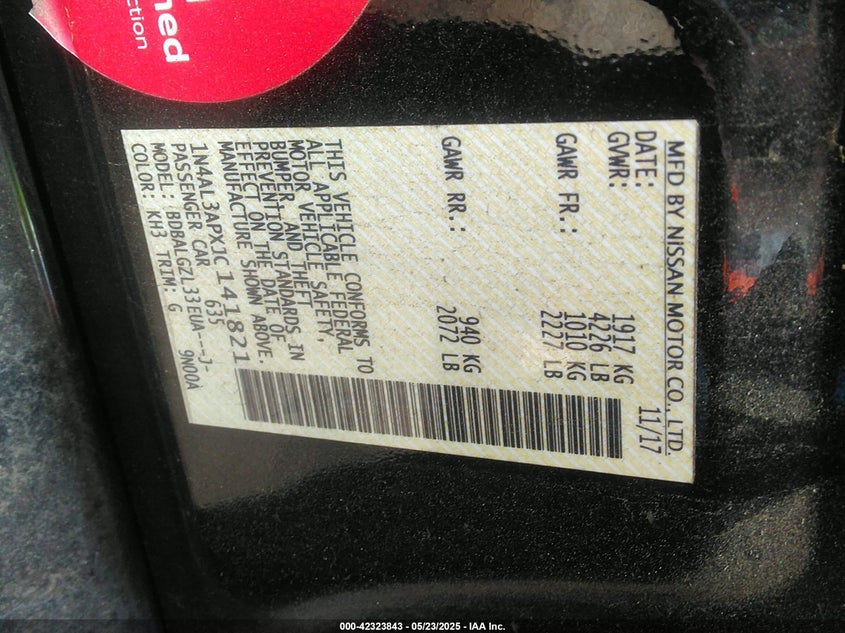 ned
ction
MFD BY NISSAN MOTOR CO., LTD.
DATE: 11/17
GVWR: 1917 KG
4226 LB
GAWR FR.: 1010 KG
2227 LB
GAWR RR.: 940 KG
2072 LB
THIS VEHICLE CONFORMS TO
ALL APPLICABLE FEDERAL
MOTOR VEHICLE SAFETY,
BUMPER, AND THEFT
PREVENTION STANDARDS IN
EFFECT ON THE DATE OF
MANUFACTURE SHOWN ABOVE.
1N4AL3APXJC141821
PASSENGER CAR 635
MODEL: BDBALGZL33EUA---J- 9N00A
COLOR: KH3 TRIM: G
000-42323843 - 05/23/2025 - IAA Inc.